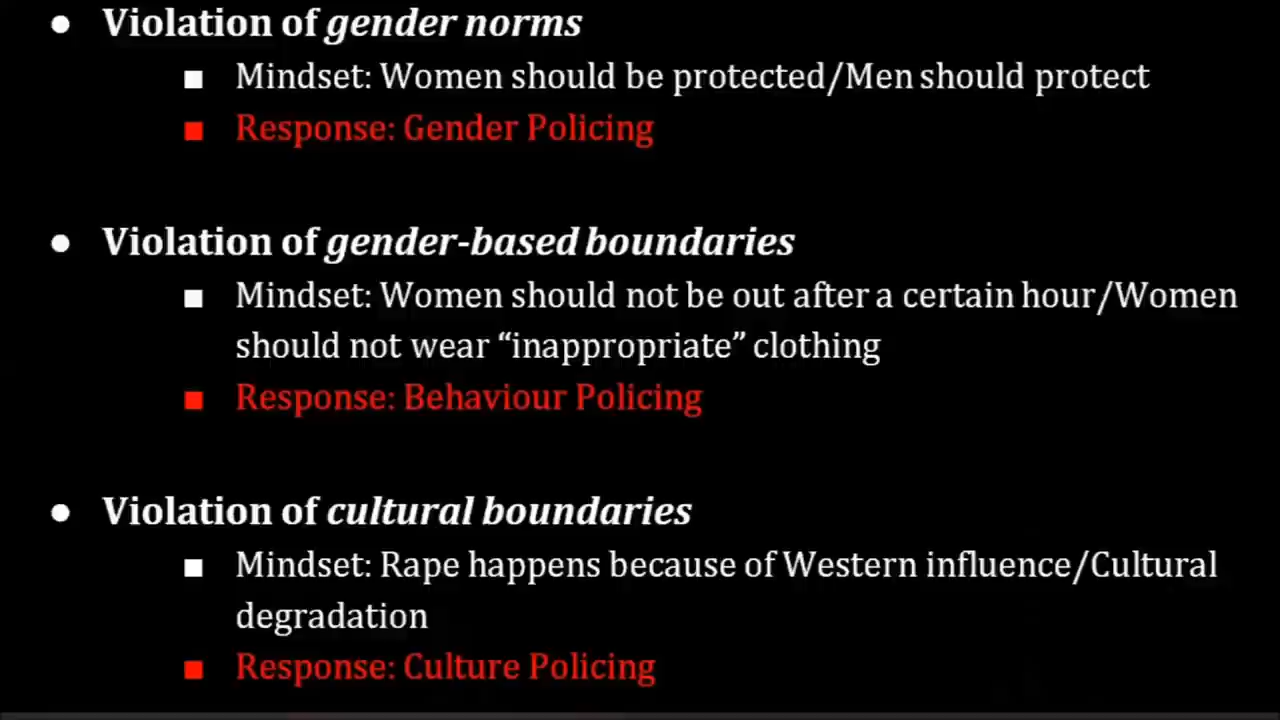 ● Violation of gender norms
■ Mindset: Women should be protected/Men should protect
■ Response: Gender Policing
● Violation of gender-based boundaries
■ Mindset: Women should not be out after a certain hour/Women
should not wear “inappropriate” clothing
■ Response: Behaviour Policing
● Violation of cultural boundaries
■ Mindset: Rape happens because of Western influence/Cultural
degradation
■ Response: Culture Policing